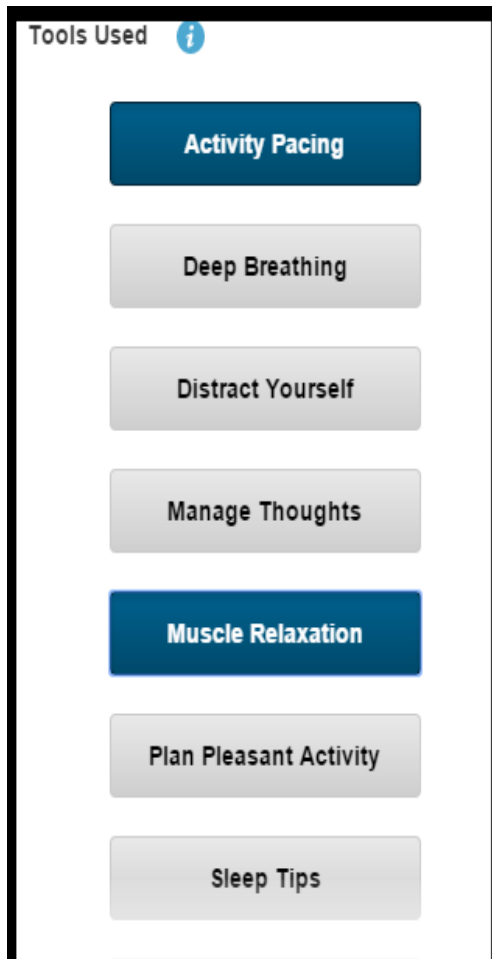 Tools Used i
Activity Pacing
Deep Breathing
Distract Yourself
Manage Thoughts
Muscle Relaxation
Plan Pleasant Activity
Sleep Tips